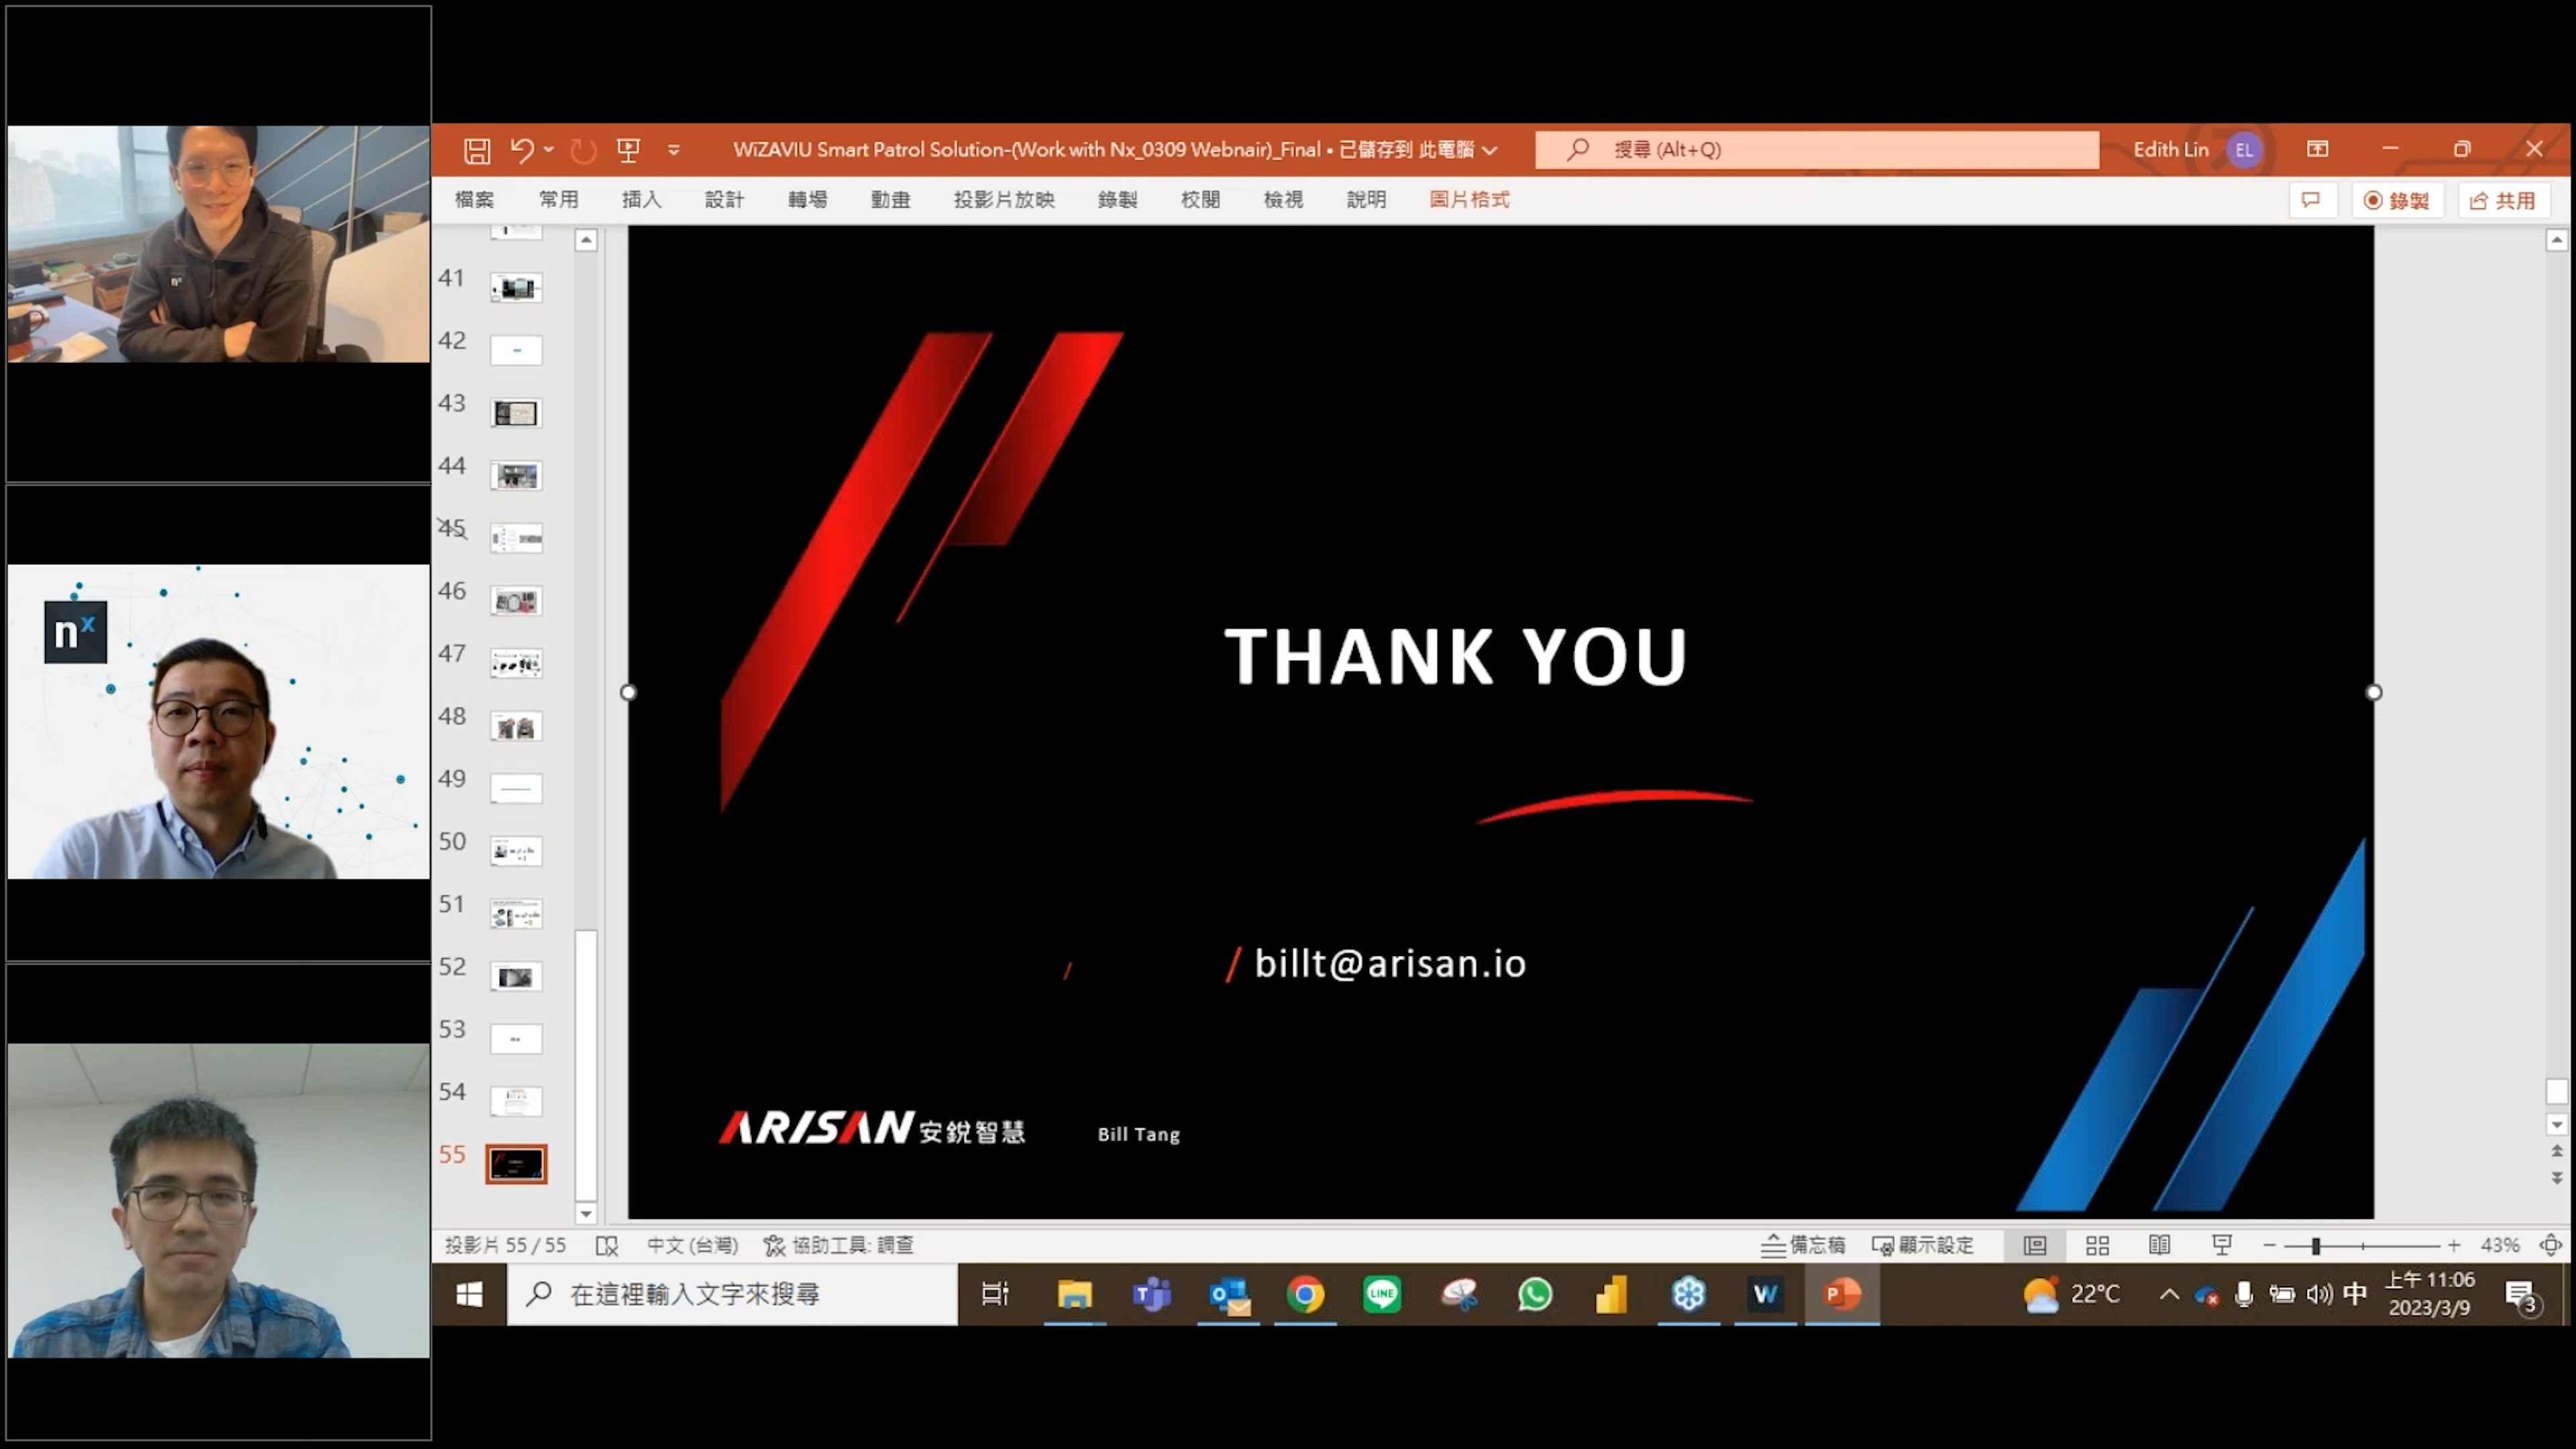 WiZAVIU Smart Patrol Solution-(Work with Nx_0309 Webnair)_Final • 已儲存到 此電腦
搜尋 (Alt+Q)
Edith Lin
EL
檔案
常用
插入
設計
轉場
動畫
投影片放映
錄製
校閱
檢視
說明
圖片格式
錄製
共用
nx
nx
41
42
43
44
45
46
47
48
49
50
51
52
53
54
55
THANK YOU
/
/ billt@arisan.io
ARISAN 安銳智慧
Bill Tang
投影片 55 / 55
中文 (台灣)
協助工具: 調查
備忘稿
顯示設定
43%
在這裡輸入文字來搜尋
LINE
W
P
22°C
中
上午 11:06
2023/3/9
3